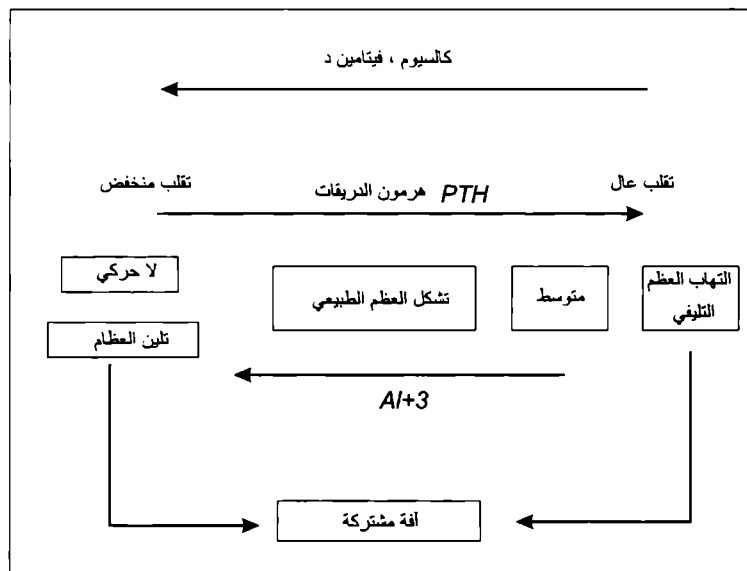 كالسيوم ، فيتامين د
تقلب عال
هرمون الدريقات PTH
تقلب منخفض
التهاب العظم
التليفي
متوسط
تشكل العظم الطبيعي
لا حركي
تلين العظام
Al+3
آفة مشتركة